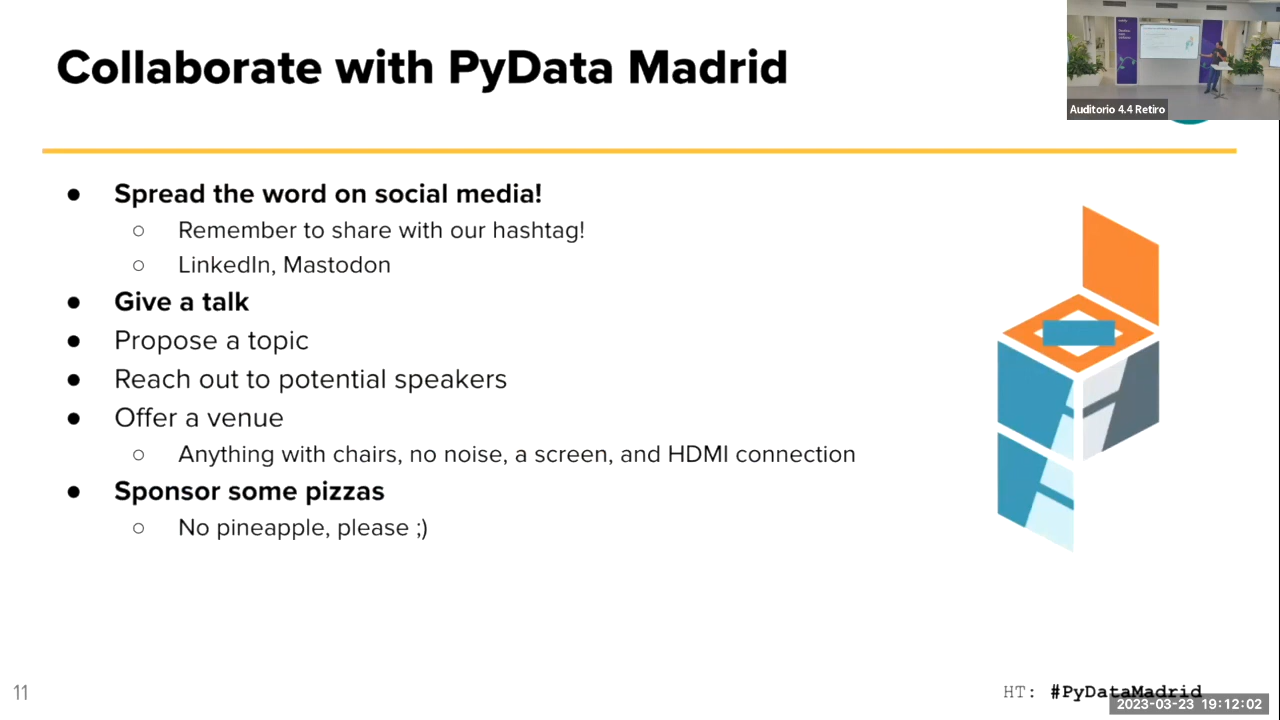 Collaborate with PyData Madrid
Auditorio 4.4 Retiro
● Spread the word on social media!
○ Remember to share with our hashtag!
○ LinkedIn, Mastodon
● Give a talk
● Propose a topic
● Reach out to potential speakers
● Offer a venue
○ Anything with chairs, no noise, a screen, and HDMI connection
● Sponsor some pizzas
○ No pineapple, please ;)
11
HT: #PyDataMadrid
2023-03-23 19:12:02